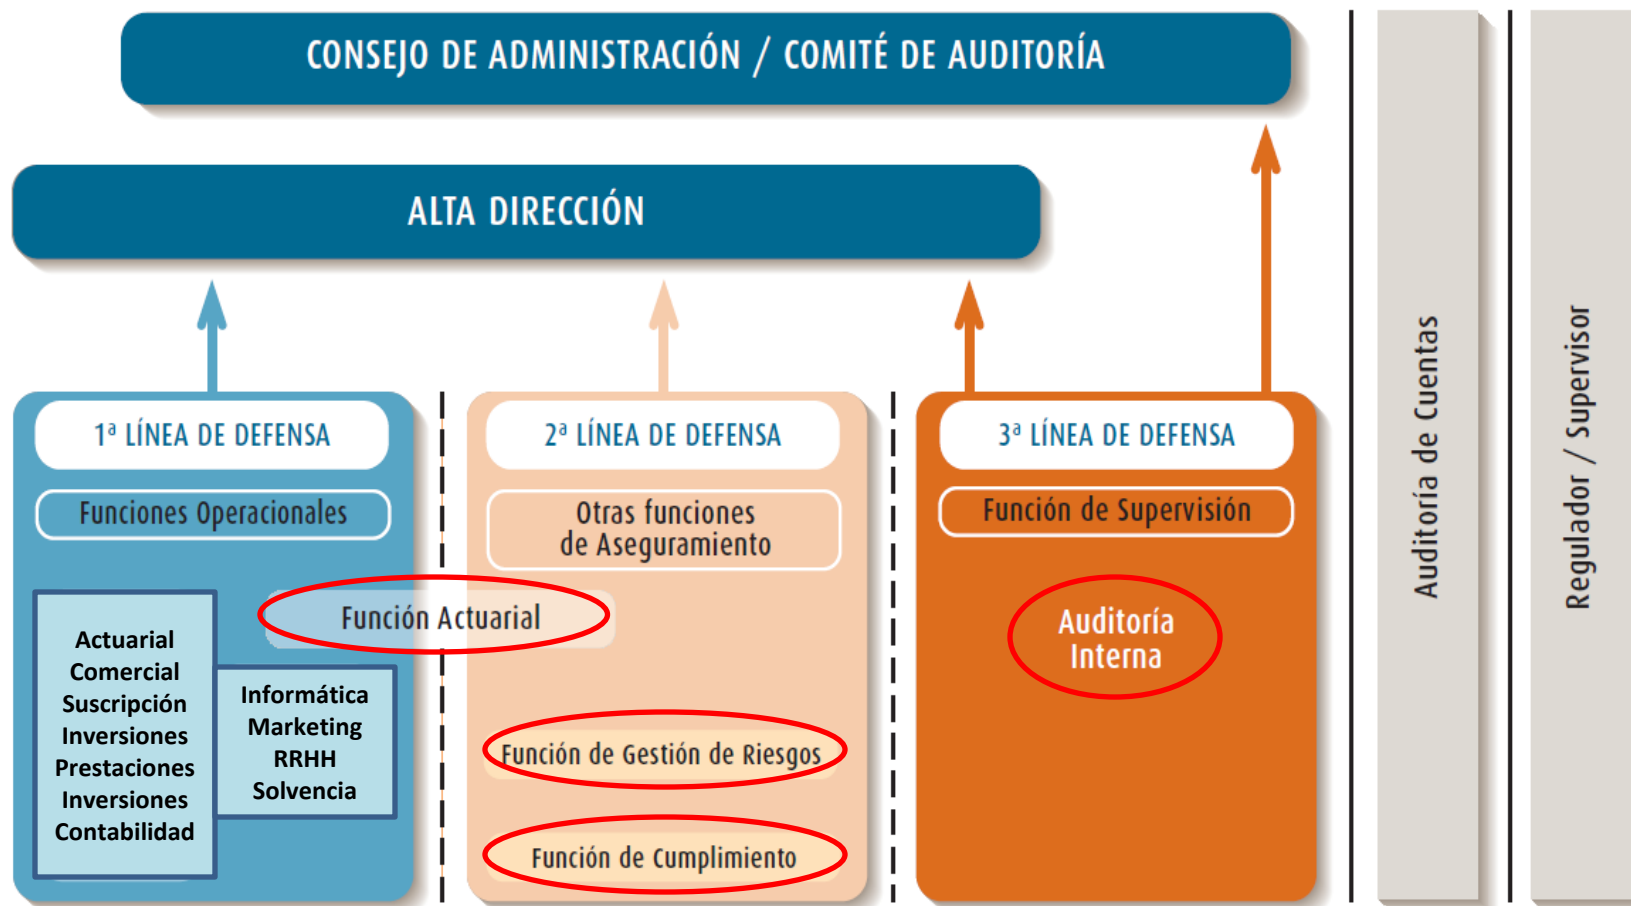 CONSEJO DE ADMINISTRACIÓN / COMITÉ DE AUDITORÍA
ALTA DIRECCIÓN
1ª LÍNEA DE DEFENSA
Funciones Operacionales
Función Actuarial
Actuarial
Comercial
Suscripción
Inversiones
Prestaciones
Inversiones
Contabilidad
Informática
Marketing
RRHH
Solvencia
2ª LÍNEA DE DEFENSA
Otras funciones
de Aseguramiento
Función de Gestión de Riesgos
Función de Cumplimiento
3ª LÍNEA DE DEFENSA
Función de Supervisión
Auditoría
Interna
Auditoría de Cuentas
Regulador / Supervisor